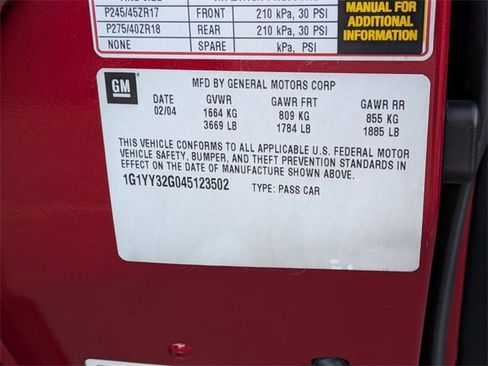 P245/45ZR17 FRONT 210 kPa, 30 PSI
P275/40ZR18 REAR 210 kPa, 30 PSI
NONE SPARE kPa, PSI
MANUAL FOR
ADDITIONAL
INFORMATION
GM
MFD BY GENERAL MOTORS CORP
DATE GVWR GAWR FRT GAWR RR
02/04 1664 KG 809 KG 855 KG
3669 LB 1784 LB 1885 LB
THIS VEHICLE CONFORMS TO ALL APPLICABLE U.S. FEDERAL MOTOR
VEHICLE SAFETY, BUMPER, AND THEFT PREVENTION STANDARDS IN
EFFECT ON THE DATE OF MANUFACTURE SHOWN ABOVE.
1G1YY32G045123502 TYPE: PASS CAR